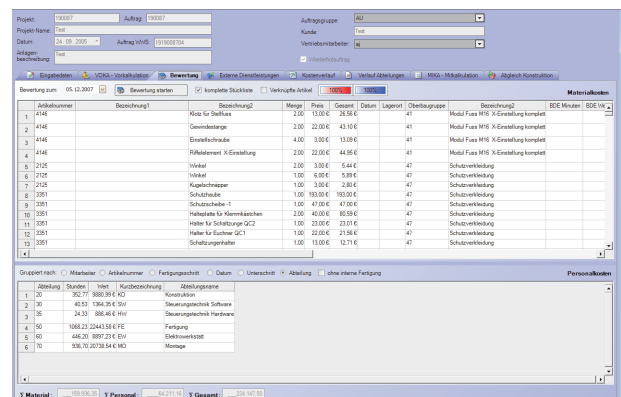 Projekt: 190087 Auftrag: 190087 Auftragsgruppe: AU
Projekt-Name: Test Kunde: Test
Datum: 24.09.2005 Auftrag WWS: 1919000704 Vertriebsmitarbeiter: aj
Anlagen-beschreibung: Test Wiederholauftrag
Eingabedaten VOKA - Vorkalkulation Bewertung Externe Dienstleistungen Kostenverlauf Verlauf Abteilungen MIKA - Mitkalkulation Abgleich Konstruktion
Bewertung zum: 05.12.2007 Bewertung starten komplette Stückliste Verknüpfte Artikel 100% 100% Materialkosten
Artikelnummer Bezeichnung1 Bezeichnung2 Menge Preis Gesamt Datum Lagerort Oberbaugruppe Bezeichnung2 BDE Minuten BDE We
1 4146 Klotz für Stellfuss 2,00 13,00 € 26,56 € 41 Modul Fuss M16 X-Einstellung komplett
2 4146 Gewindestange 2,00 22,00 € 43,10 € 41 Modul Fuss M16 X-Einstellung komplett
3 4146 Einstellschraube 4,00 3,00 € 13,09 € 41 Modul Fuss M16 X-Einstellung komplett
4 4146 Riffelelement X-Einstellung 2,00 22,00 € 44,95 € 41 Modul Fuss M16 X-Einstellung komplett
5 2125 Winkel 2,00 3,00 € 5,44 € 47 Schutzverkleidung
6 2125 Winkel 1,00 6,00 € 5,89 € 47 Schutzverkleidung
7 2125 Kugelschnäpper 1,00 3,00 € 2,80 € 47 Schutzverkleidung
8 3351 Schutzhaube 1,00 193,00 € 193,00 € 47 Schutzverkleidung
9 3351 Schutzscheibe -1 1,00 47,00 € 47,00 € 47 Schutzverkleidung
10 3351 Halteplatte für Klemmkästchen 2,00 40,00 € 80,59 € 47 Schutzverkleidung
11 3351 Halter für Schaltzunge QC2 1,00 23,00 € 23,01 € 47 Schutzverkleidung
12 3351 Halter für Euchner QC1 1,00 22,00 € 21,56 € 47 Schutzverkleidung
13 3351 Schaltzungenhalter 1,00 13,00 € 12,71 € 47 Schutzverkleidung
Gruppiert nach: Mitarbeiter Artikelnummer Fertigungsschritt Datum Unterschritt Abteilung ohne interne Fertigung Personalkosten
Abteilung Stunden Wert Kurzbezeichnung Abteilungsname
1 20 352,77 9880,99 € KO Konstruktion
2 30 40,53 1364,35 € SW Steuerungstechnik Software
3 35 24,33 886,46 € HW Steuerungstechnik Hardware
4 50 1068,23 22443,58 € FE Fertigung
5 60 446,20 8897,23 € EW Elektrowerkstatt
6 70 936,70 20738,54 € MO Montage
Σ Material: 159.936,35 Σ Personal: 64.211,16 Σ Gesamt: 224.147,50